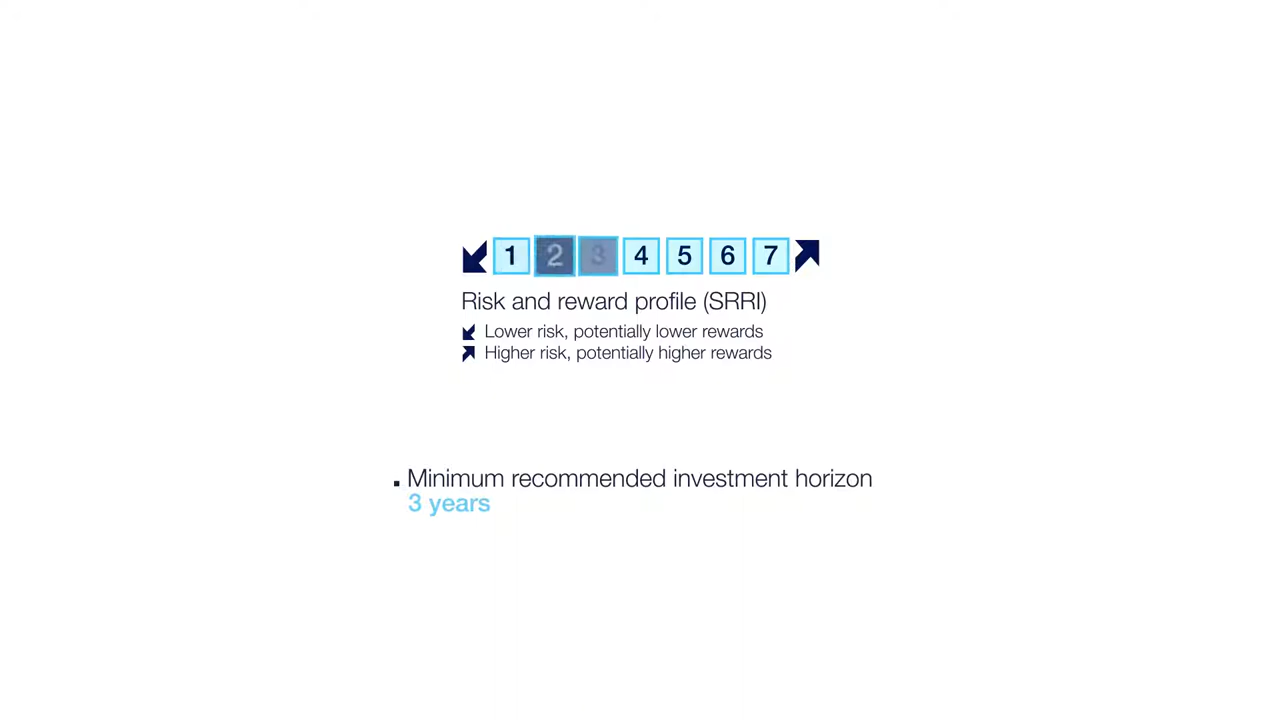 1 2 3 4 5 6 7
Risk and reward profile (SRRI)
Lower risk, potentially lower rewards
Higher risk, potentially higher rewards
Minimum recommended investment horizon
3 years